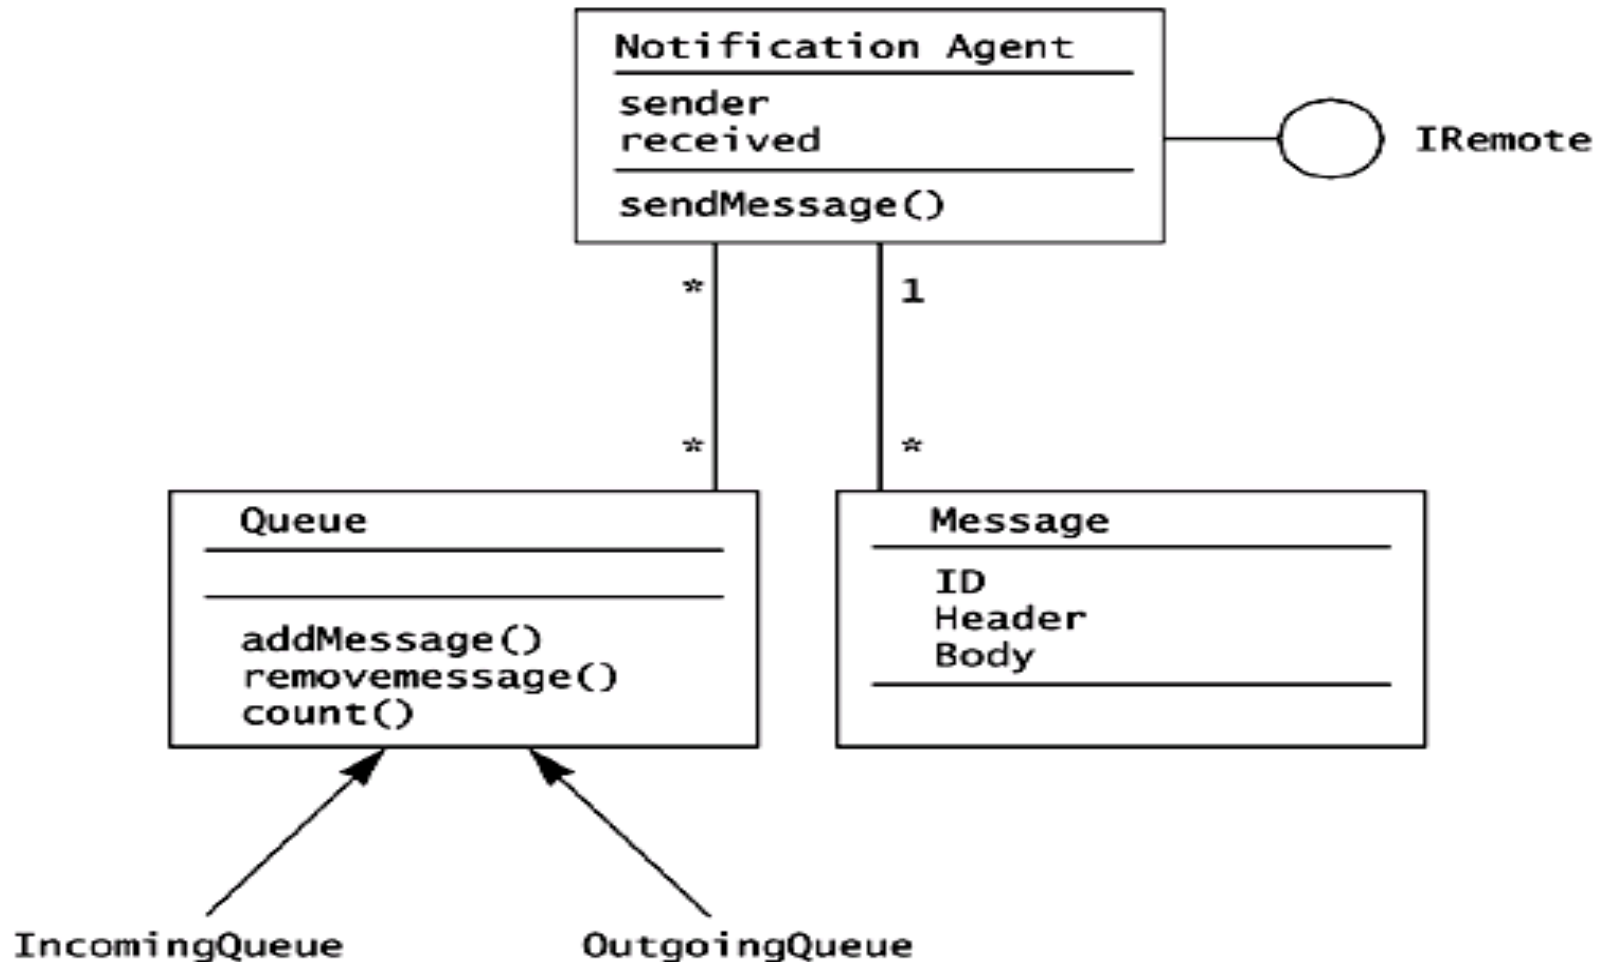 Notification Agent
sender
received
sendMessage()
IRemote
* 1
* *
Queue
addMessage()
removemessage()
count()
Message
ID
Header
Body
IncomingQueue
OutgoingQueue